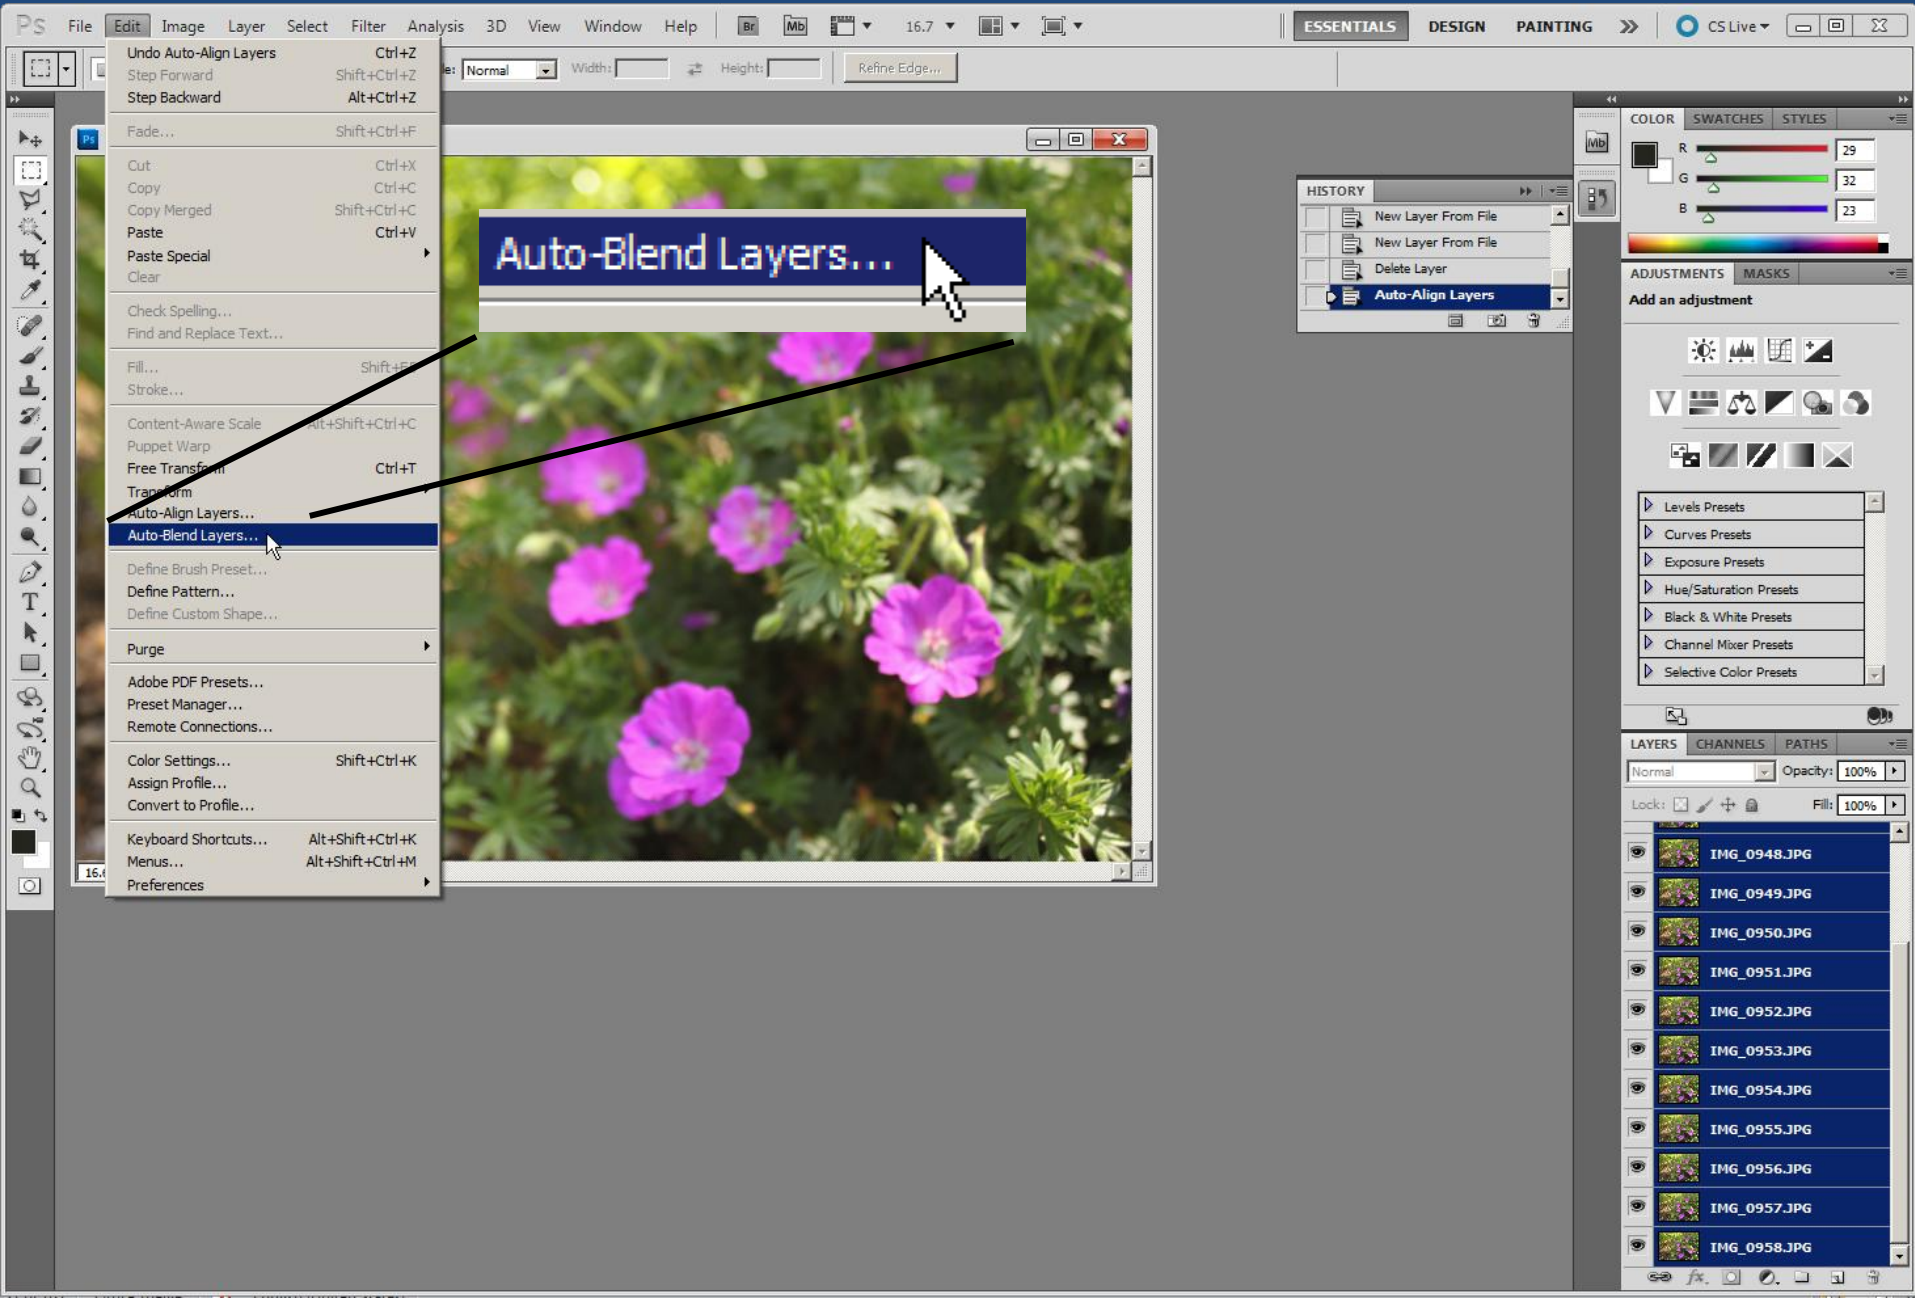 Ps File Edit Image Layer Select Filter Analysis 3D View Window Help Br Mb 16.7 ESSENTIALS DESIGN PAINTING CS Live
Normal Width: Height: Refine Edge...
Undo Auto-Align Layers Ctrl+Z
Step Forward Shift+Ctrl+Z
Step Backward Alt+Ctrl+Z
Fade... Shift+Ctrl+F
Cut Ctrl+X
Copy Ctrl+C
Copy Merged Shift+Ctrl+C
Paste Ctrl+V
Paste Special
Clear
Check Spelling...
Find and Replace Text...
Fill...
Stroke...
Content-Aware Scale Alt+Shift+Ctrl+C
Puppet Warp
Free Transform Ctrl+T
Transform
Auto-Align Layers...
Auto-Blend Layers...
Define Brush Preset...
Define Pattern...
Define Custom Shape...
Purge
Adobe PDF Presets...
Preset Manager...
Remote Connections...
Color Settings... Shift+Ctrl+K
Assign Profile...
Convert to Profile...
Keyboard Shortcuts... Alt+Shift+Ctrl+K
Menus... Alt+Shift+Ctrl+M
Preferences
Ps
Auto-Blend Layers...
HISTORY
New Layer From File
New Layer From File
Delete Layer
Auto-Align Layers
Mb
COLOR SWATCHES STYLES
R 29
G 32
B 23
ADJUSTMENTS MASKS
Add an adjustment
Levels Presets
Curves Presets
Exposure Presets
Hue/Saturation Presets
Black & White Presets
Channel Mixer Presets
Selective Color Presets
LAYERS CHANNELS PATHS
Normal Opacity: 100%
Lock: Fill: 100%
IMG_0948.JPG
IMG_0949.JPG
IMG_0950.JPG
IMG_0951.JPG
IMG_0952.JPG
IMG_0953.JPG
IMG_0954.JPG
IMG_0955.JPG
IMG_0956.JPG
IMG_0957.JPG
IMG_0958.JPG
fx.